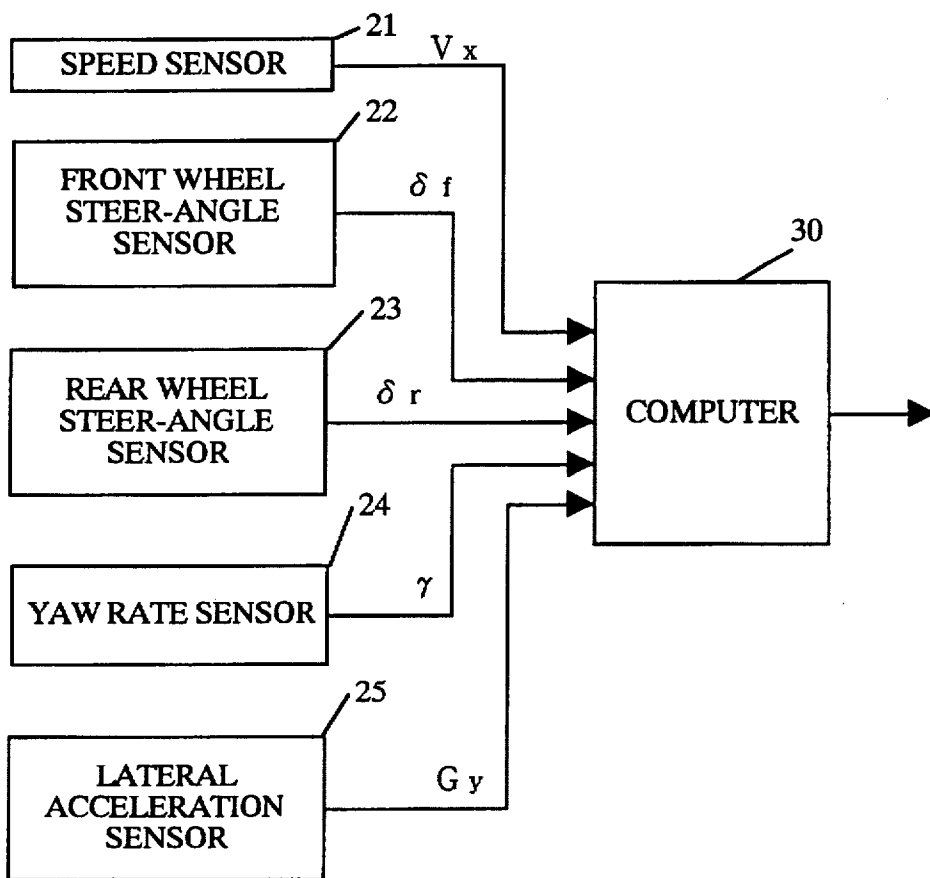 21
SPEED SENSOR
V x
22
FRONT WHEEL
STEER-ANGLE
SENSOR
δ f
30
23
REAR WHEEL
STEER-ANGLE
SENSOR
δ r
COMPUTER
24
YAW RATE SENSOR
γ
25
LATERAL
ACCELERATION
SENSOR
G y